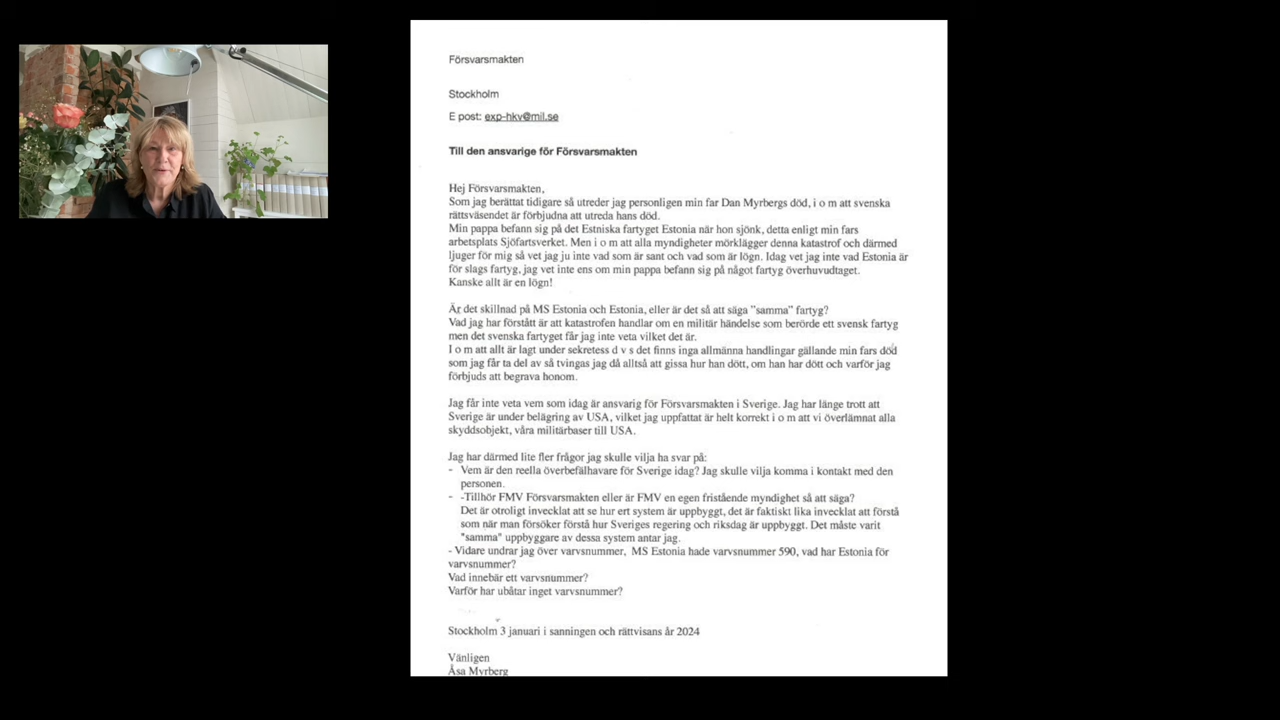 Försvarsmakten
Stockholm
E post: exp-hkv@mil.se
Till den ansvarige för Försvarsmakten
Hej Försvarsmakten,
Som jag berättat tidigare så utreder jag personligen min far Dan Myrbergs död, i o m att svenska
rättsväsendet är förbjudna att utreda hans död.
Min pappa befann sig på det Estniska fartyget Estonia när hon sjönk, detta enligt min fars
arbetsplats Sjöfartsverket. Men i o m att alla myndigheter mörklägger denna katastrof och därmed
ljuger för mig så vet jag ju inte vad som är sant och vad som är lögn. Idag vet jag inte vad Estonia är
för slags fartyg, jag vet inte ens om min pappa befann sig på något fartyg överhuvudtaget.
Kanske allt är en lögn!
Är det skillnad på MS Estonia och Estonia, eller är det så att säga "samma" fartyg?
Vad jag har förstått är att katastrofen handlar om en militär händelse som berörde ett svensk fartyg
men det svenska fartyget får jag inte veta vilket det är.
I o m att allt är lagt under sekretess d v s det finns inga allmänna handlingar gällande min fars död
som jag får ta del av så tvingas jag då alltså att gissa hur han dött, om han har dött och varför jag
förbjuds att begrava honom.
Jag får inte veta vem som idag är ansvarig för Försvarsmakten i Sverige. Jag har länge trott att
Sverige är under belägring av USA, vilket jag uppfattat är helt korrekt i o m att vi överlämnat alla
skyddsobjekt, våra militärbaser till USA.
Jag har därmed lite fler frågor jag skulle vilja ha svar på:
- Vem är den reella överbefälhavare för Sverige idag? Jag skulle vilja komma i kontakt med den
personen.
- -Tillhör FMV Försvarsmakten eller är FMV en egen fristående myndighet så att säga?
Det är otroligt invecklat att se hur ert system är uppbyggt, det är faktiskt lika invecklat att förstå
som när man försöker förstå hur Sveriges regering och riksdag är uppbyggt. Det måste varit
"samma" uppbyggare av dessa system antar jag.
- Vidare undrar jag över varvsnummer, MS Estonia hade varvsnummer 590, vad har Estonia för
varvsnummer?
Vad innebär ett varvsnummer?
Varför har ubåtar inget varvsnummer?
Stockholm 3 januari i sanningen och rättvisans år 2024
Vänligen
Åsa Myrberg